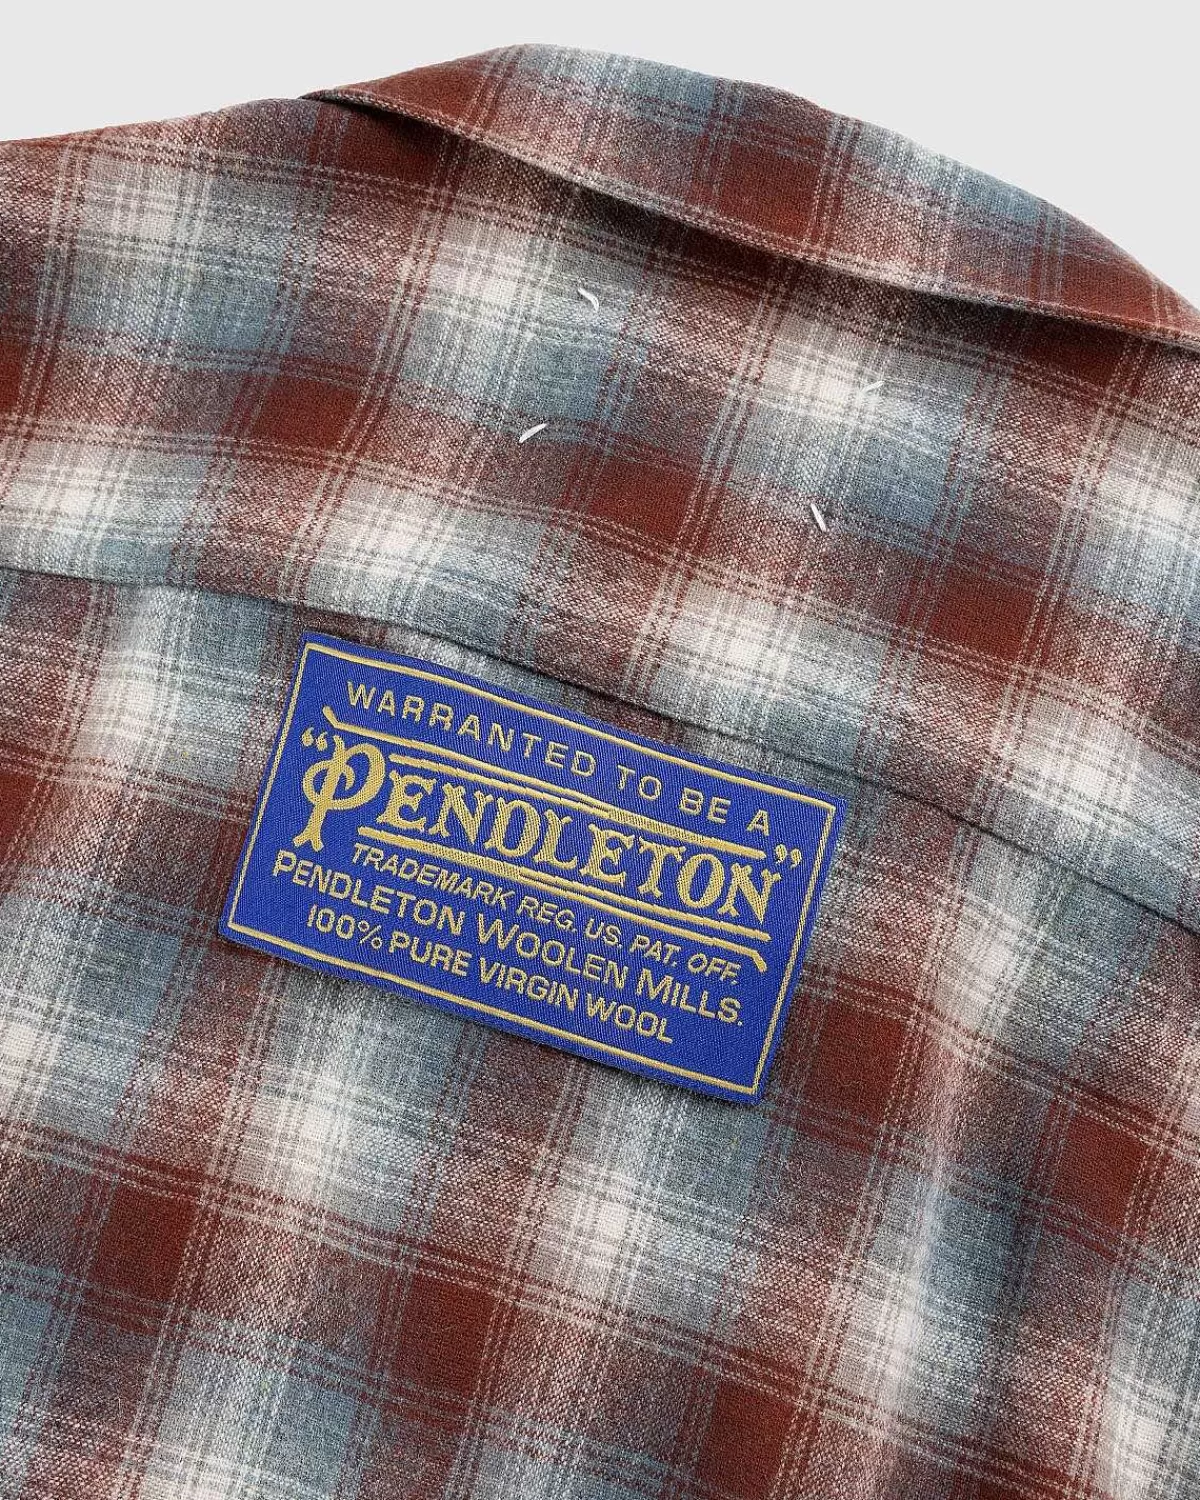 WARRANTED TO BE A
“PENDLETON”
TRADEMARK REG. US. PAT. OFF.
PENDLETON WOOLEN MILLS.
100% PURE VIRGIN WOOL